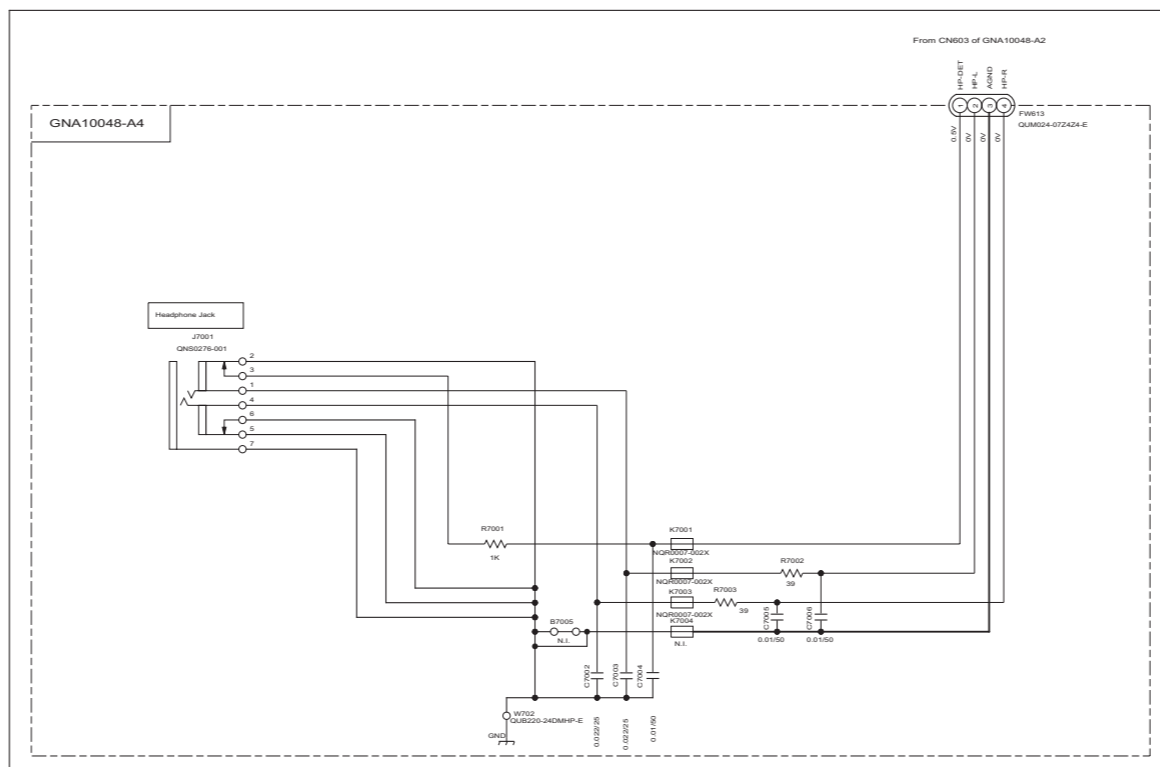 From CN603 of GNA10048-A2
HP-DET
HP-L
AGND
HP-R
1
2
3
4
FW613
QUM024-07Z4Z4-E
0.5V
0V
0V
0V
GNA10048-A4
Headphone Jack
J7001
QNS0276-001
2
3
1
4
6
5
7
R7001
1K
K7001
NQR0007-002X
K7002
NQR0007-002X
K7003
NQR0007-002X
K7004
N.I.
R7002
39
R7003
39
C7005
0.01/50
C7006
0.01/50
B7005
N.I.
C7002
C7003
C7004
0.022/25
0.022/25
0.01/50
W702
QUB220-24DMHP-E
GND